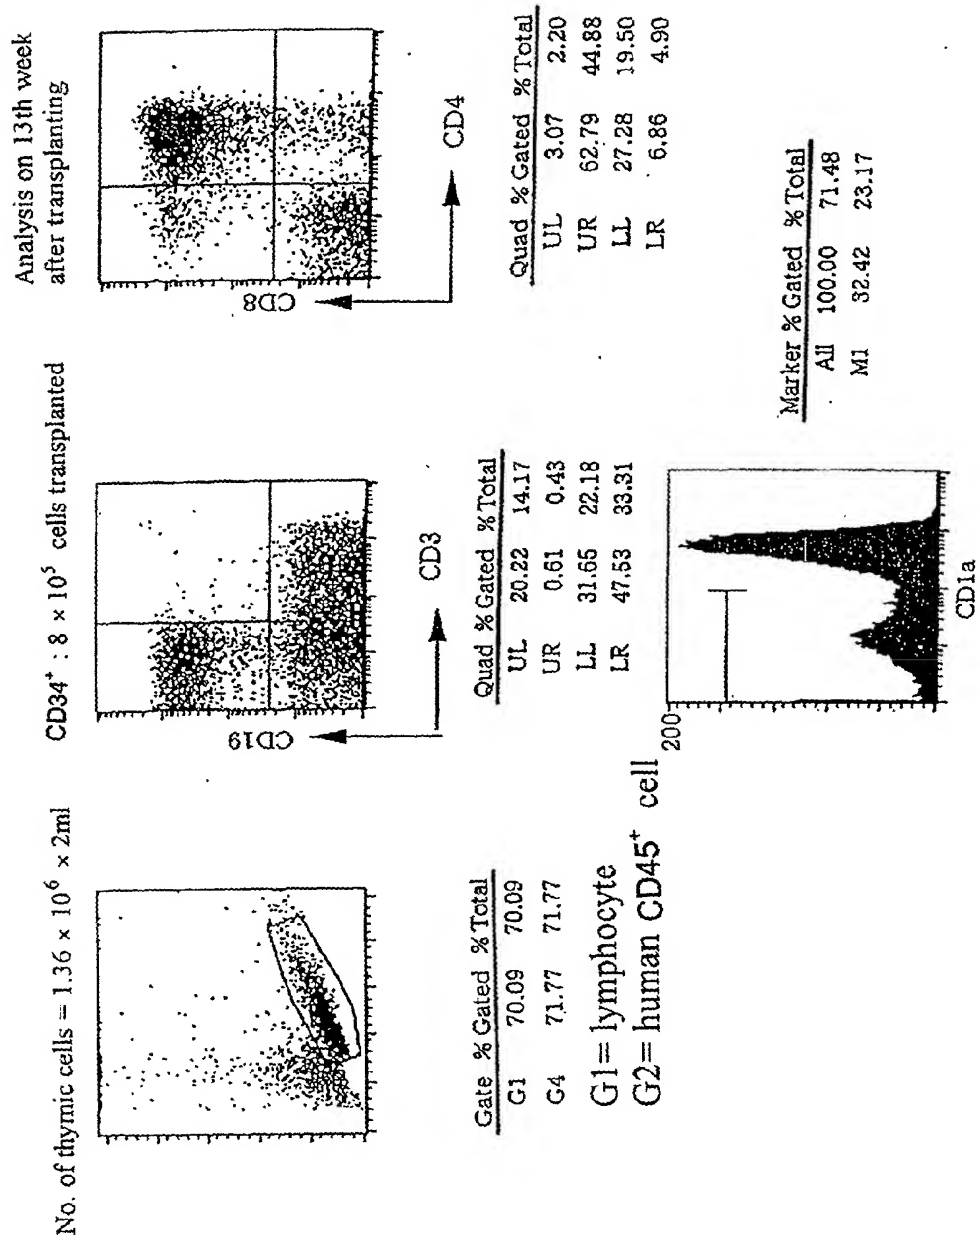 No. of thymic cells = 1.36 × 10⁶ × 2ml
CD34⁺ : 8 × 10⁵ cells transplanted
Analysis on 13th week
after transplanting
CD19
CD3
CD8
CD4
Gate % Gated % Total
G1 70.09 70.09
G4 71.77 71.77
G1= lymphocyte
G2= human CD45⁺ cell
Quad % Gated % Total
UL 20.22 14.17
UR 0.61 0.43
LL 31.65 22.18
LR 47.53 33.31
Quad % Gated % Total
UL 3.07 2.20
UR 62.79 44.88
LL 27.28 19.50
LR 6.86 4.90
200
CD1a
Marker % Gated % Total
All 100.00 71.48
M1 32.42 23.17